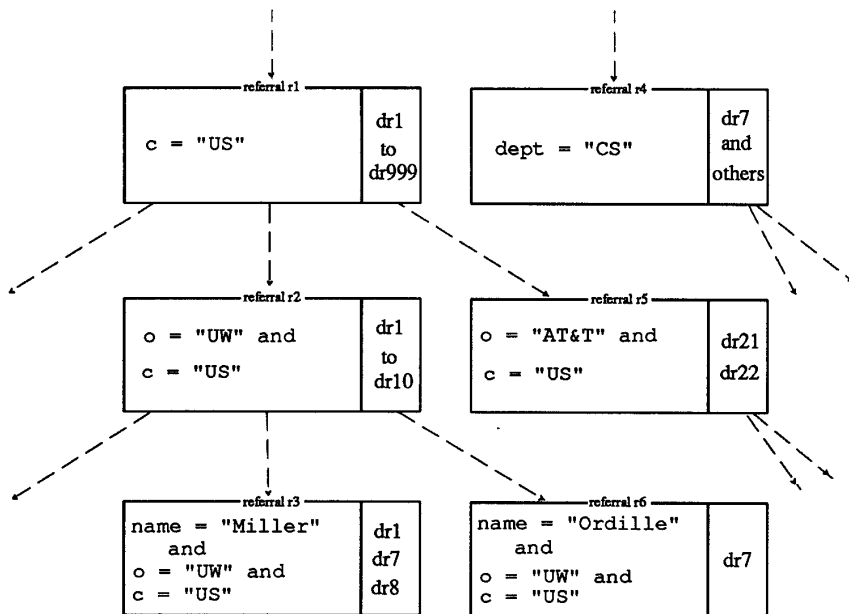 referral r1
c = "US"
dr1
to
dr999
referral r4
dept = "CS"
dr7
and
others
referral r2
o = "UW" and
c = "US"
dr1
to
dr10
referral r5
o = "AT&T" and
c = "US"
dr21
dr22
referral r3
name = "Miller"
and
o = "UW" and
c = "US"
dr1
dr7
dr8
referral r6
name = "Ordille"
and
o = "UW" and
c = "US"
dr7